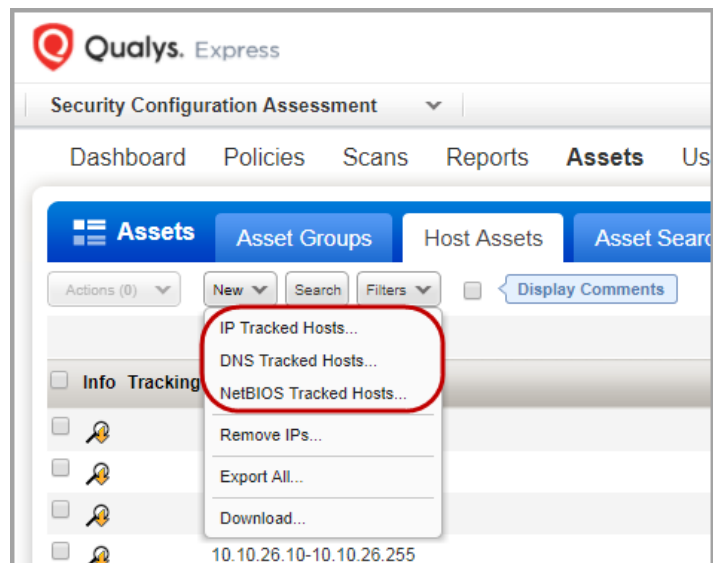 Qualys. Express
Security Configuration Assessment
Dashboard Policies Scans Reports Assets Us
Assets Asset Groups Host Assets Asset Searc
Actions (0) New Search Filters Display Comments
IP Tracked Hosts...
DNS Tracked Hosts...
Info Tracking
NetBIOS Tracked Hosts...
Remove IPs...
Export All...
Download...
10.10.26.10-10.10.26.255